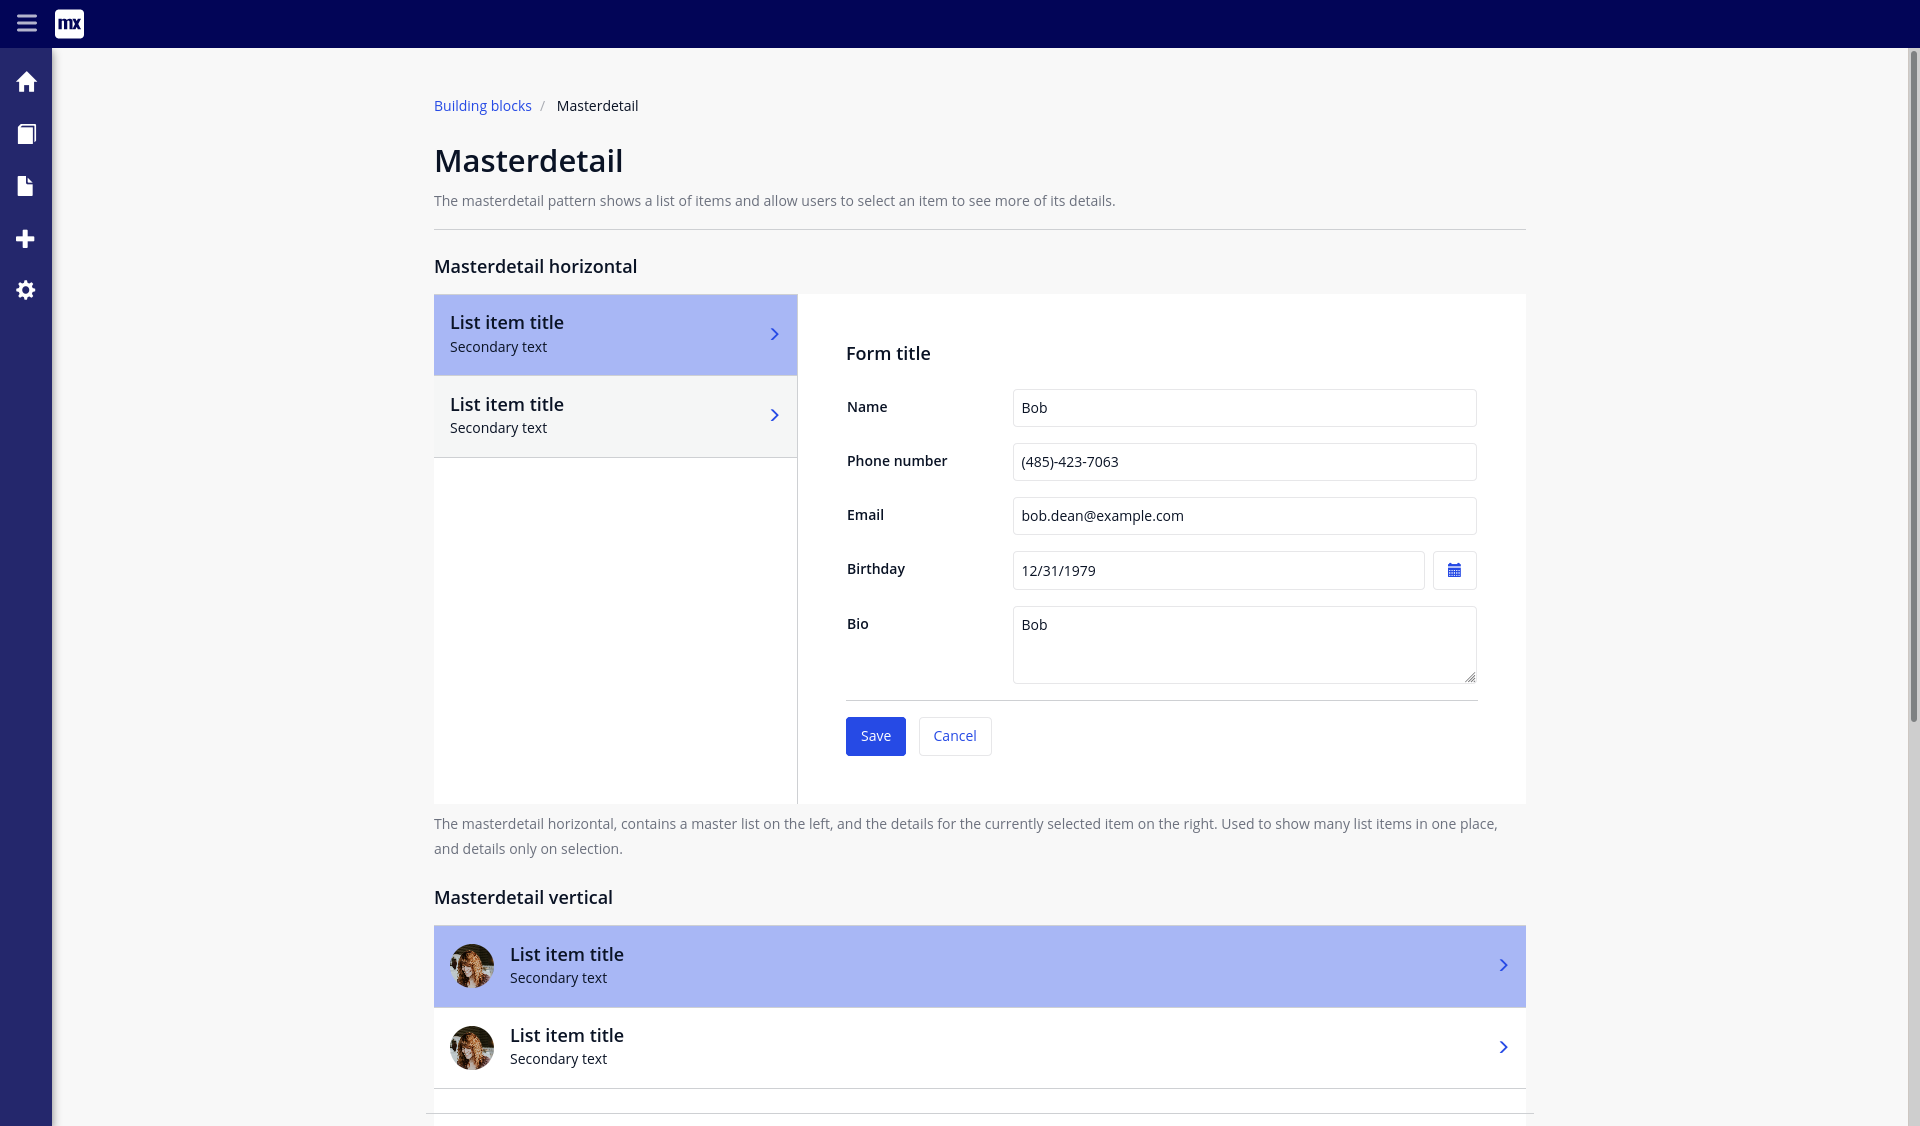 mx
Building blocks / Masterdetail
Masterdetail
The masterdetail pattern shows a list of items and allow users to select an item to see more of its details.
Masterdetail horizontal
List item title
Secondary text
List item title
Secondary text
Form title
Name Bob
Phone number (485)-423-7063
Email bob.dean@example.com
Birthday 12/31/1979
Bio Bob
Save Cancel
The masterdetail horizontal, contains a master list on the left, and the details for the currently selected item on the right. Used to show many list items in one place,
and details only on selection.
Masterdetail vertical
List item title
Secondary text
List item title
Secondary text